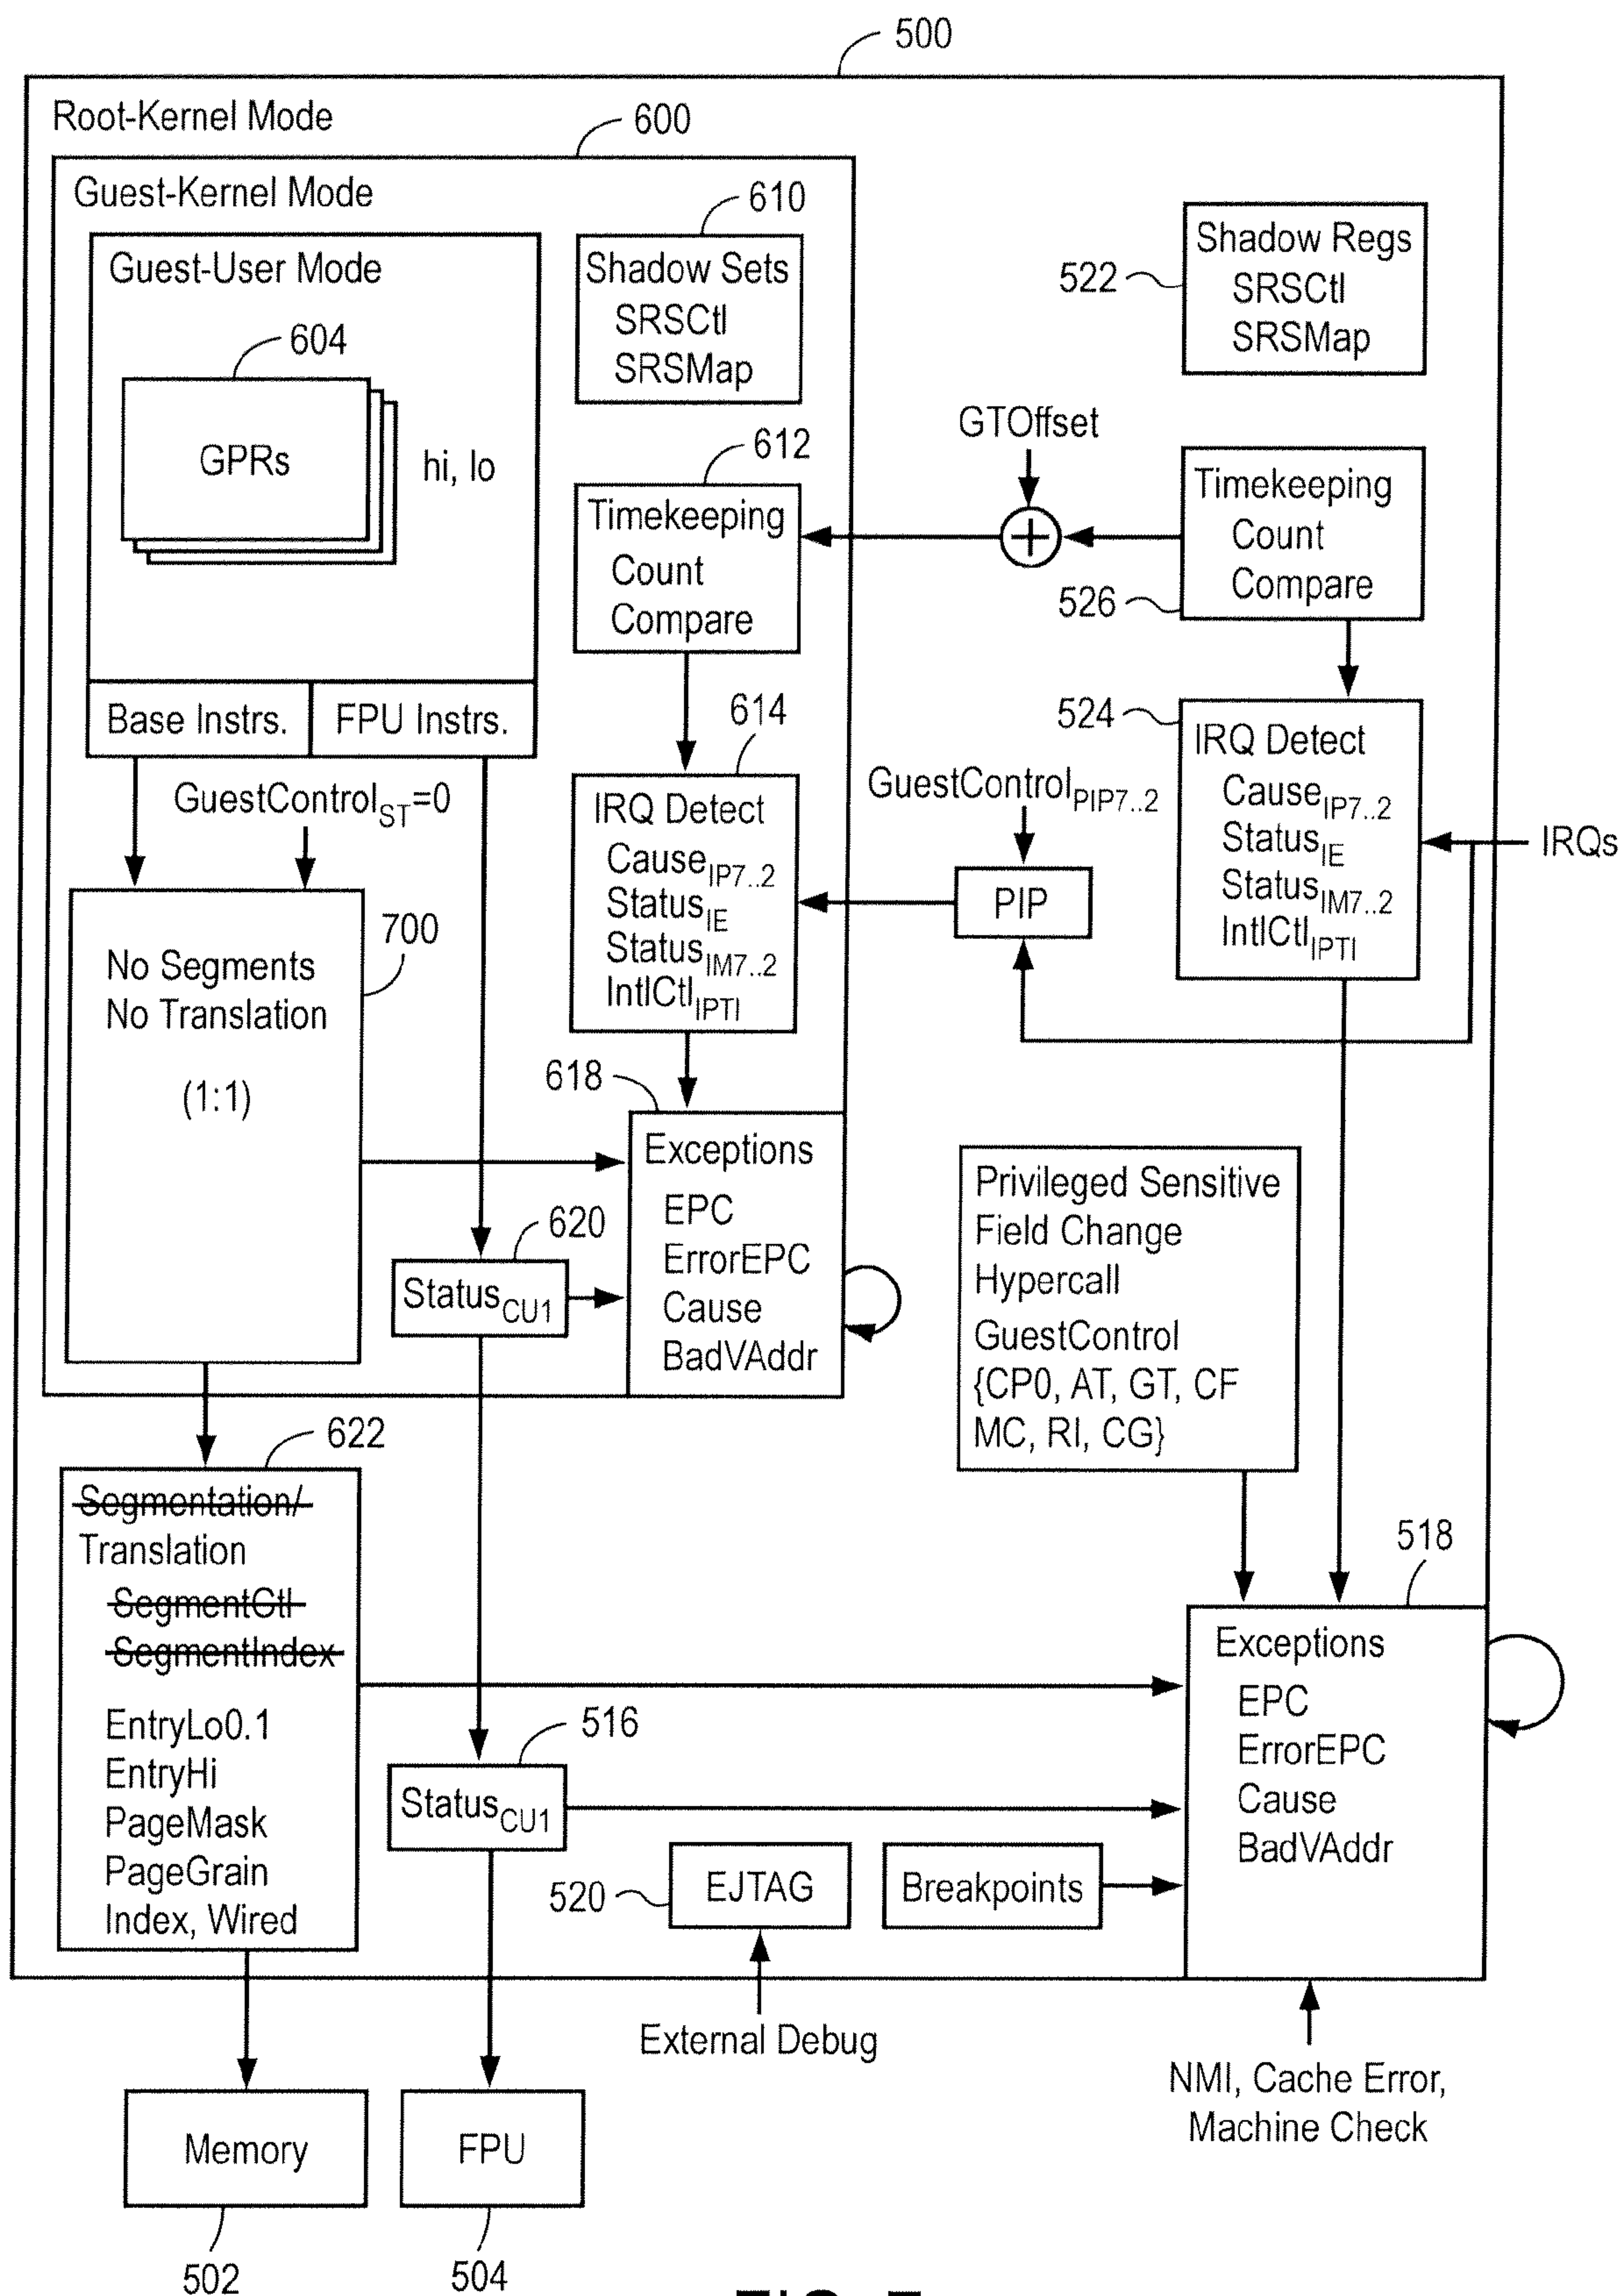 500
Root-Kernel Mode
600
Guest-Kernel Mode
610
Shadow Sets
SRSCtl
SRSMap
Guest-User Mode
604
GPRs
hi, lo
522
Shadow Regs
SRSCtl
SRSMap
612
Timekeeping
Count
Compare
GTOffset
+
Timekeeping
Count
Compare
526
Base Instrs.
FPU Instrs.
GuestControlST=0
614
IRQ Detect
CauseIP7..2
StatusIE
StatusIM7..2
IntlCtlIPTI
GuestControlPIP7..2
PIP
524
IRQ Detect
CauseIP7..2
StatusIE
StatusIM7..2
IntlCtlIPTI
IRQs
700
No Segments
No Translation
(1:1)
618
Exceptions
EPC
ErrorEPC
Cause
BadVAddr
620
StatusCU1
Privileged Sensitive
Field Change
Hypercall
GuestControl
{CP0, AT, GT, CF
MC, RI, CG}
622
Segmentation/
Translation
SegmentCtl
SegmentIndex
EntryLo0.1
EntryHi
PageMask
PageGrain
Index, Wired
518
Exceptions
EPC
ErrorEPC
Cause
BadVAddr
516
StatusCU1
520
EJTAG
Breakpoints
External Debug
NMI, Cache Error,
Machine Check
Memory
FPU
502
504